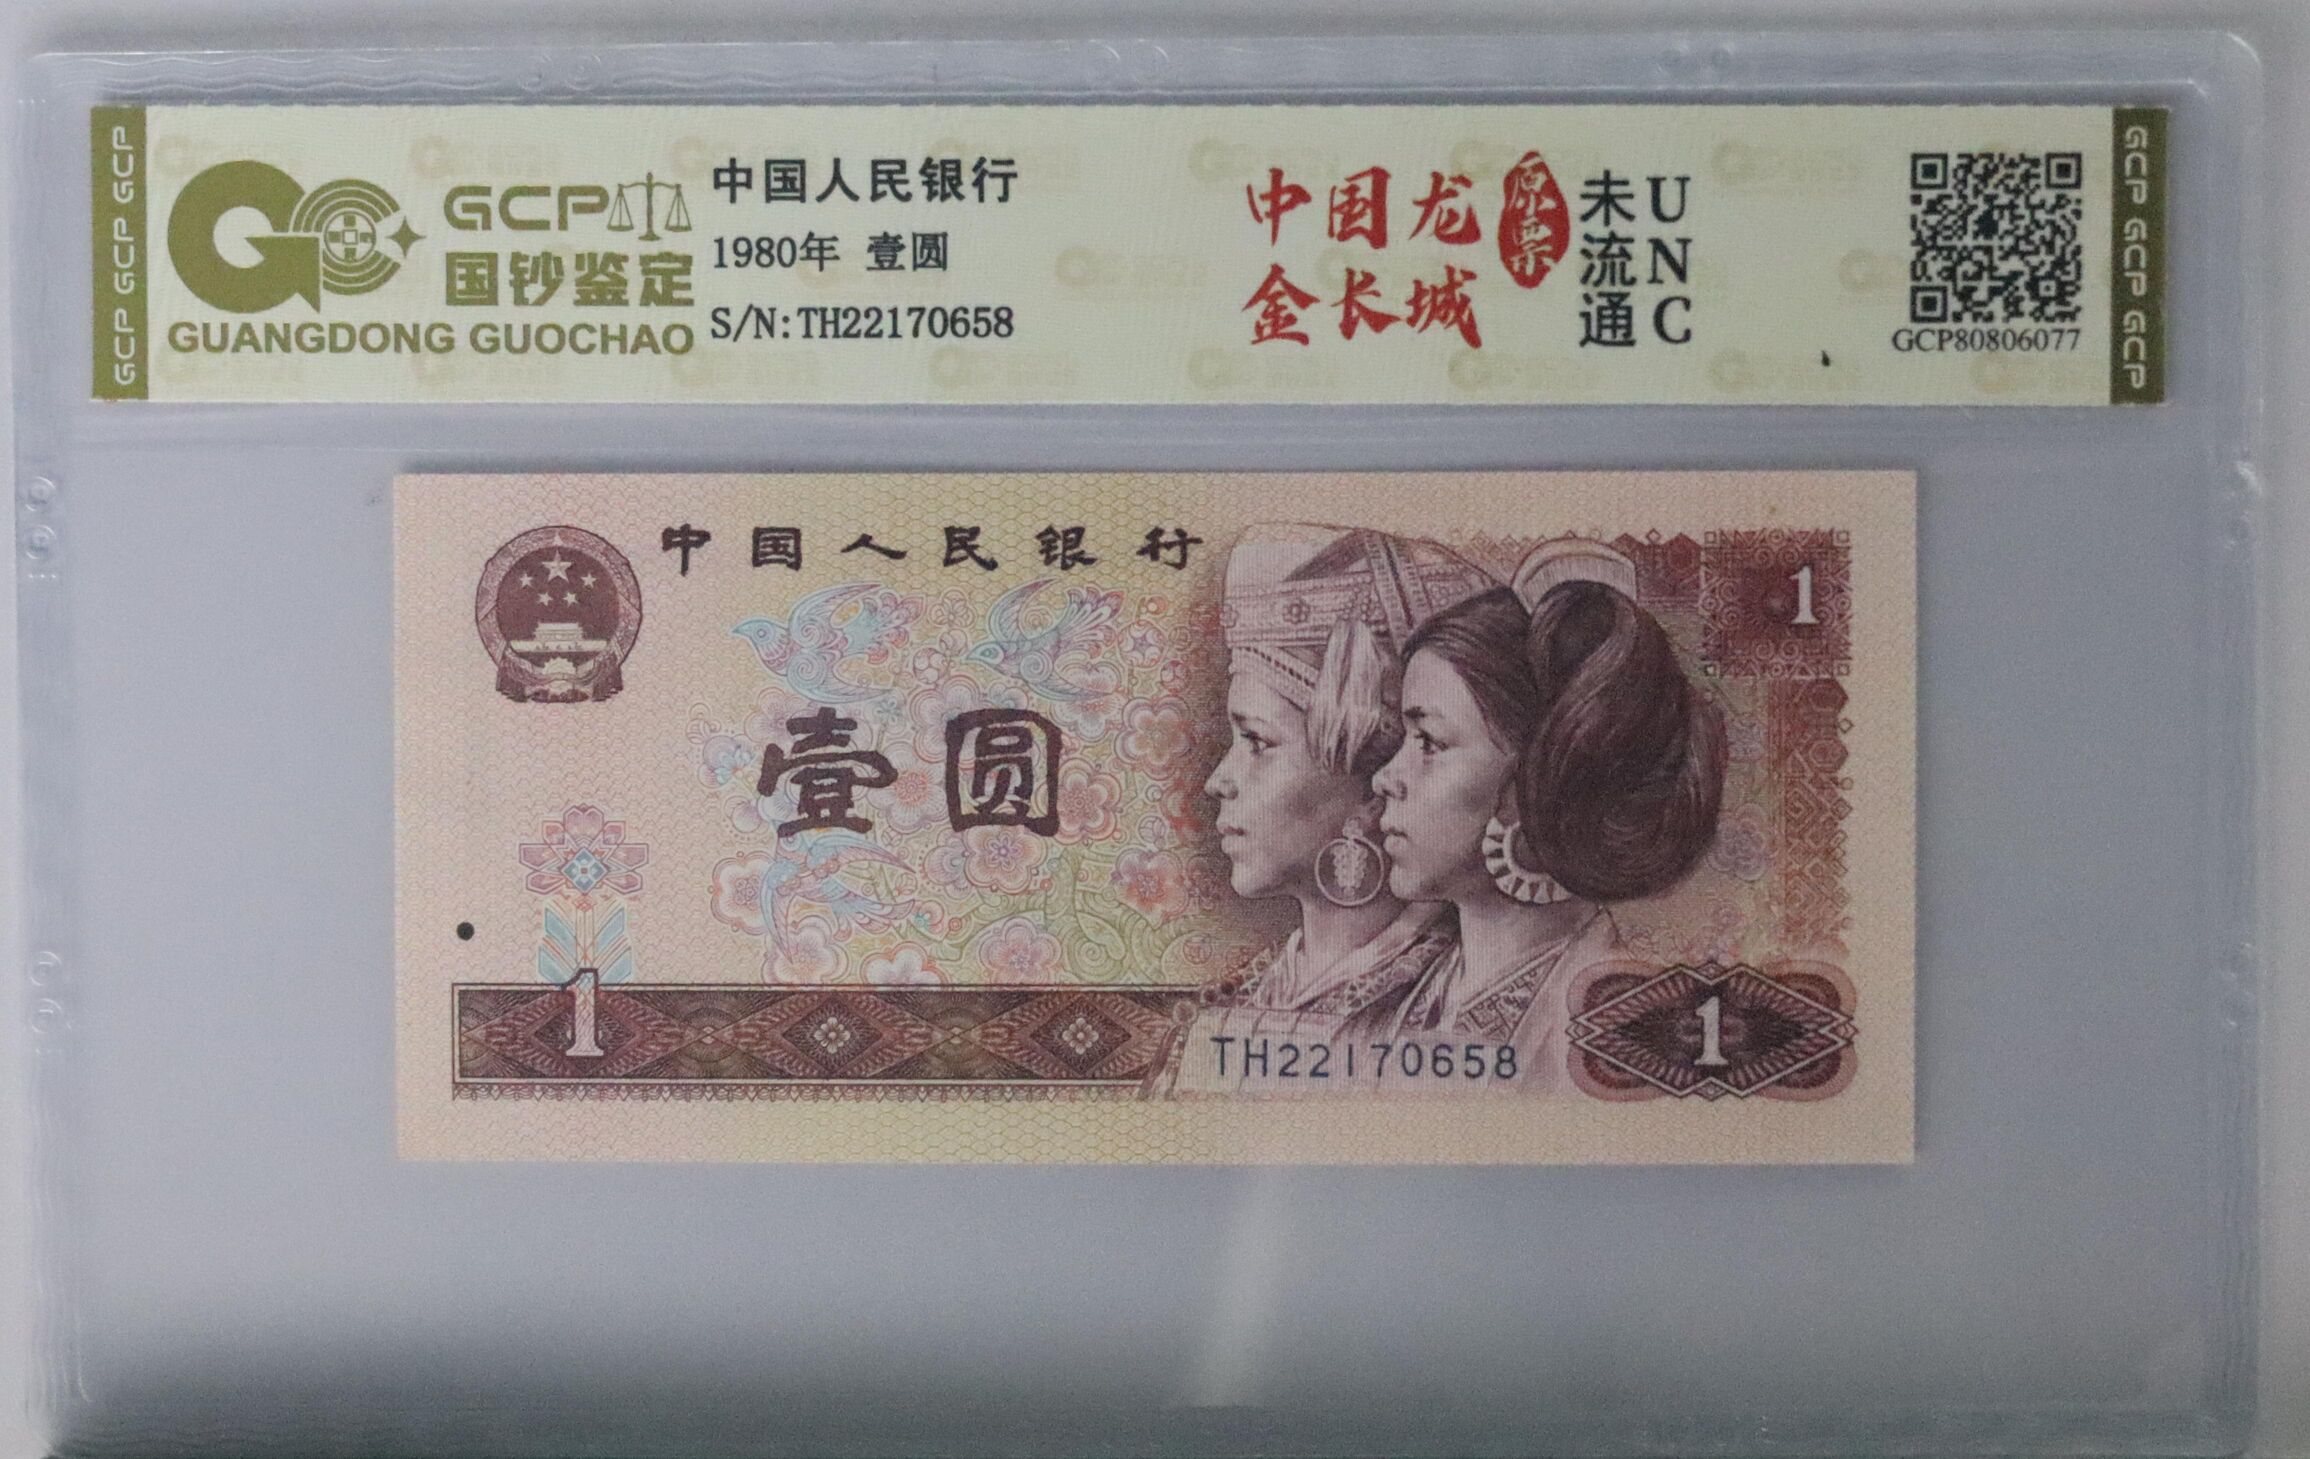 GCP GCP GCP
GCP
国钞鉴定
GUANGDONG GUOCHAO
中国人民银行
1980年 壹圆
S/N:TH22170658
中国龙
金长城
原票
未流通
UNC
GCP80806077
GCP GCP GCP
中国人民银行
1
壹圆
1
TH22170658
1